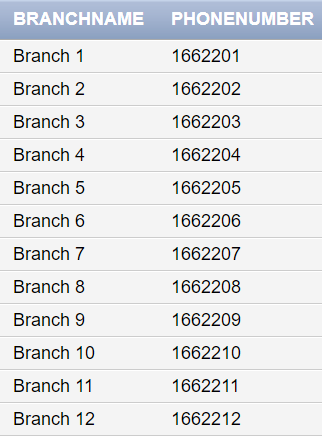 BRANCHNAME PHONENUMBER
Branch 1 1662201
Branch 2 1662202
Branch 3 1662203
Branch 4 1662204
Branch 5 1662205
Branch 6 1662206
Branch 7 1662207
Branch 8 1662208
Branch 9 1662209
Branch 10 1662210
Branch 11 1662211
Branch 12 1662212